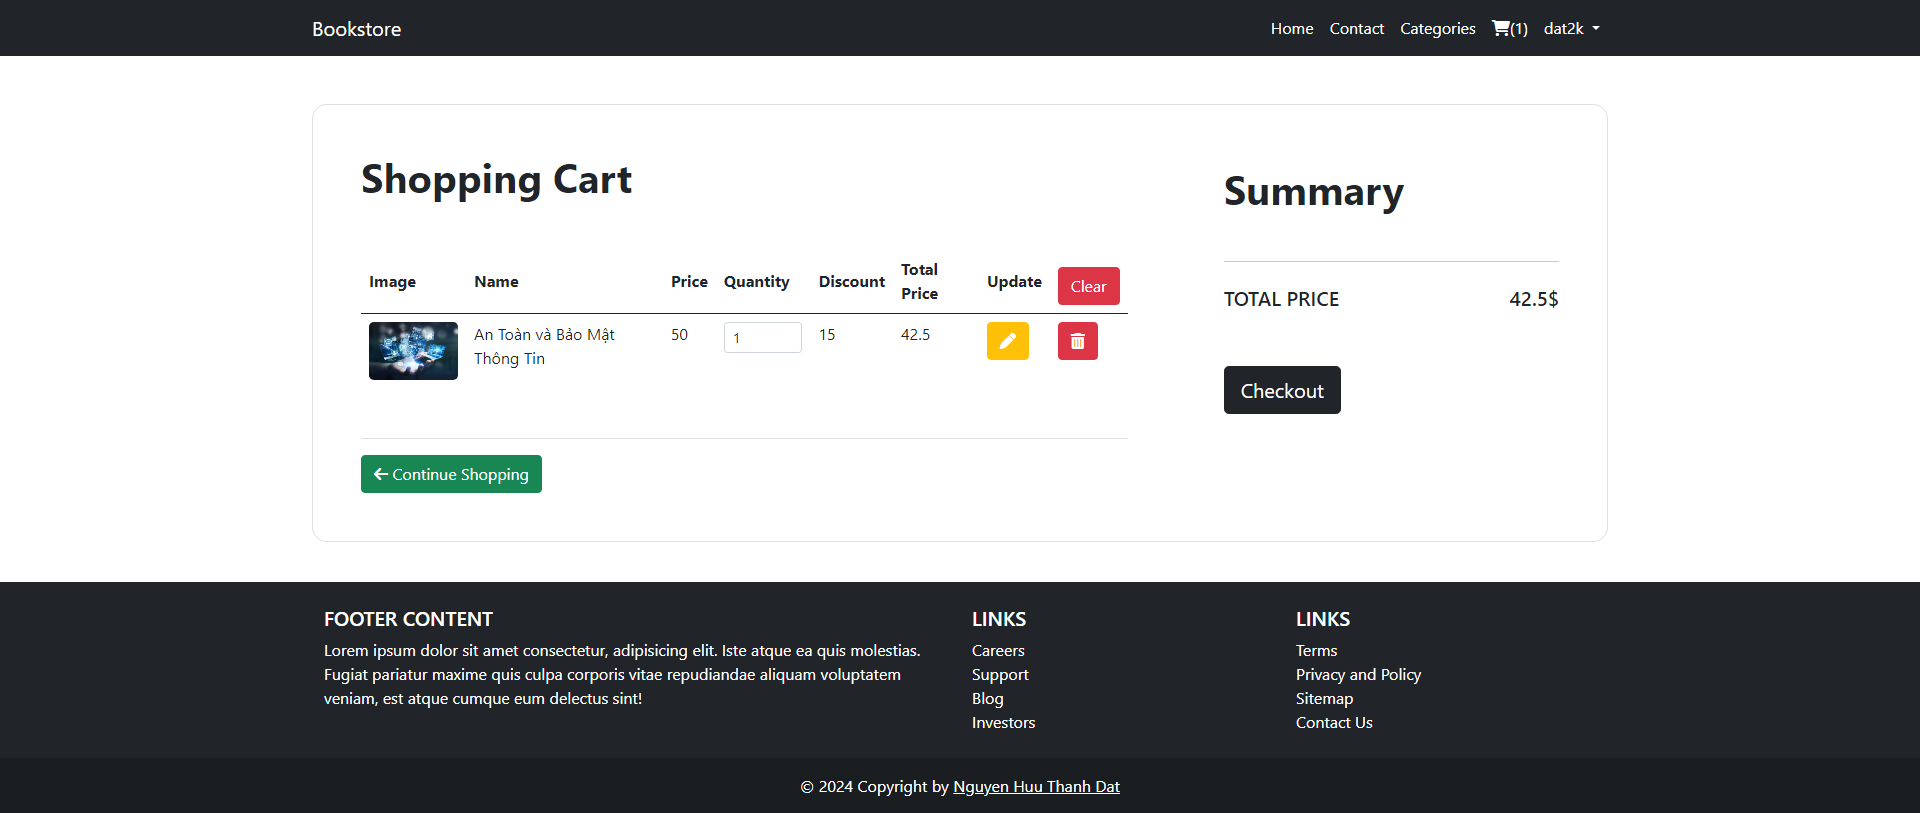 Bookstore
Home Contact Categories (1) dat2k
Shopping Cart
Image Name Price Quantity Discount Total Price Update Clear
An Toàn và Bảo Mật
Thông Tin
50 1 15 42.5
Continue Shopping
Summary
TOTAL PRICE 42.5$
Checkout
FOOTER CONTENT
Lorem ipsum dolor sit amet consectetur, adipisicing elit. Iste atque ea quis molestias.
Fugiat pariatur maxime quis culpa corporis vitae repudiandae aliquam voluptatem
veniam, est atque cumque eum delectus sint!
LINKS
Careers
Support
Blog
Investors
LINKS
Terms
Privacy and Policy
Sitemap
Contact Us
© 2024 Copyright by Nguyen Huu Thanh Dat